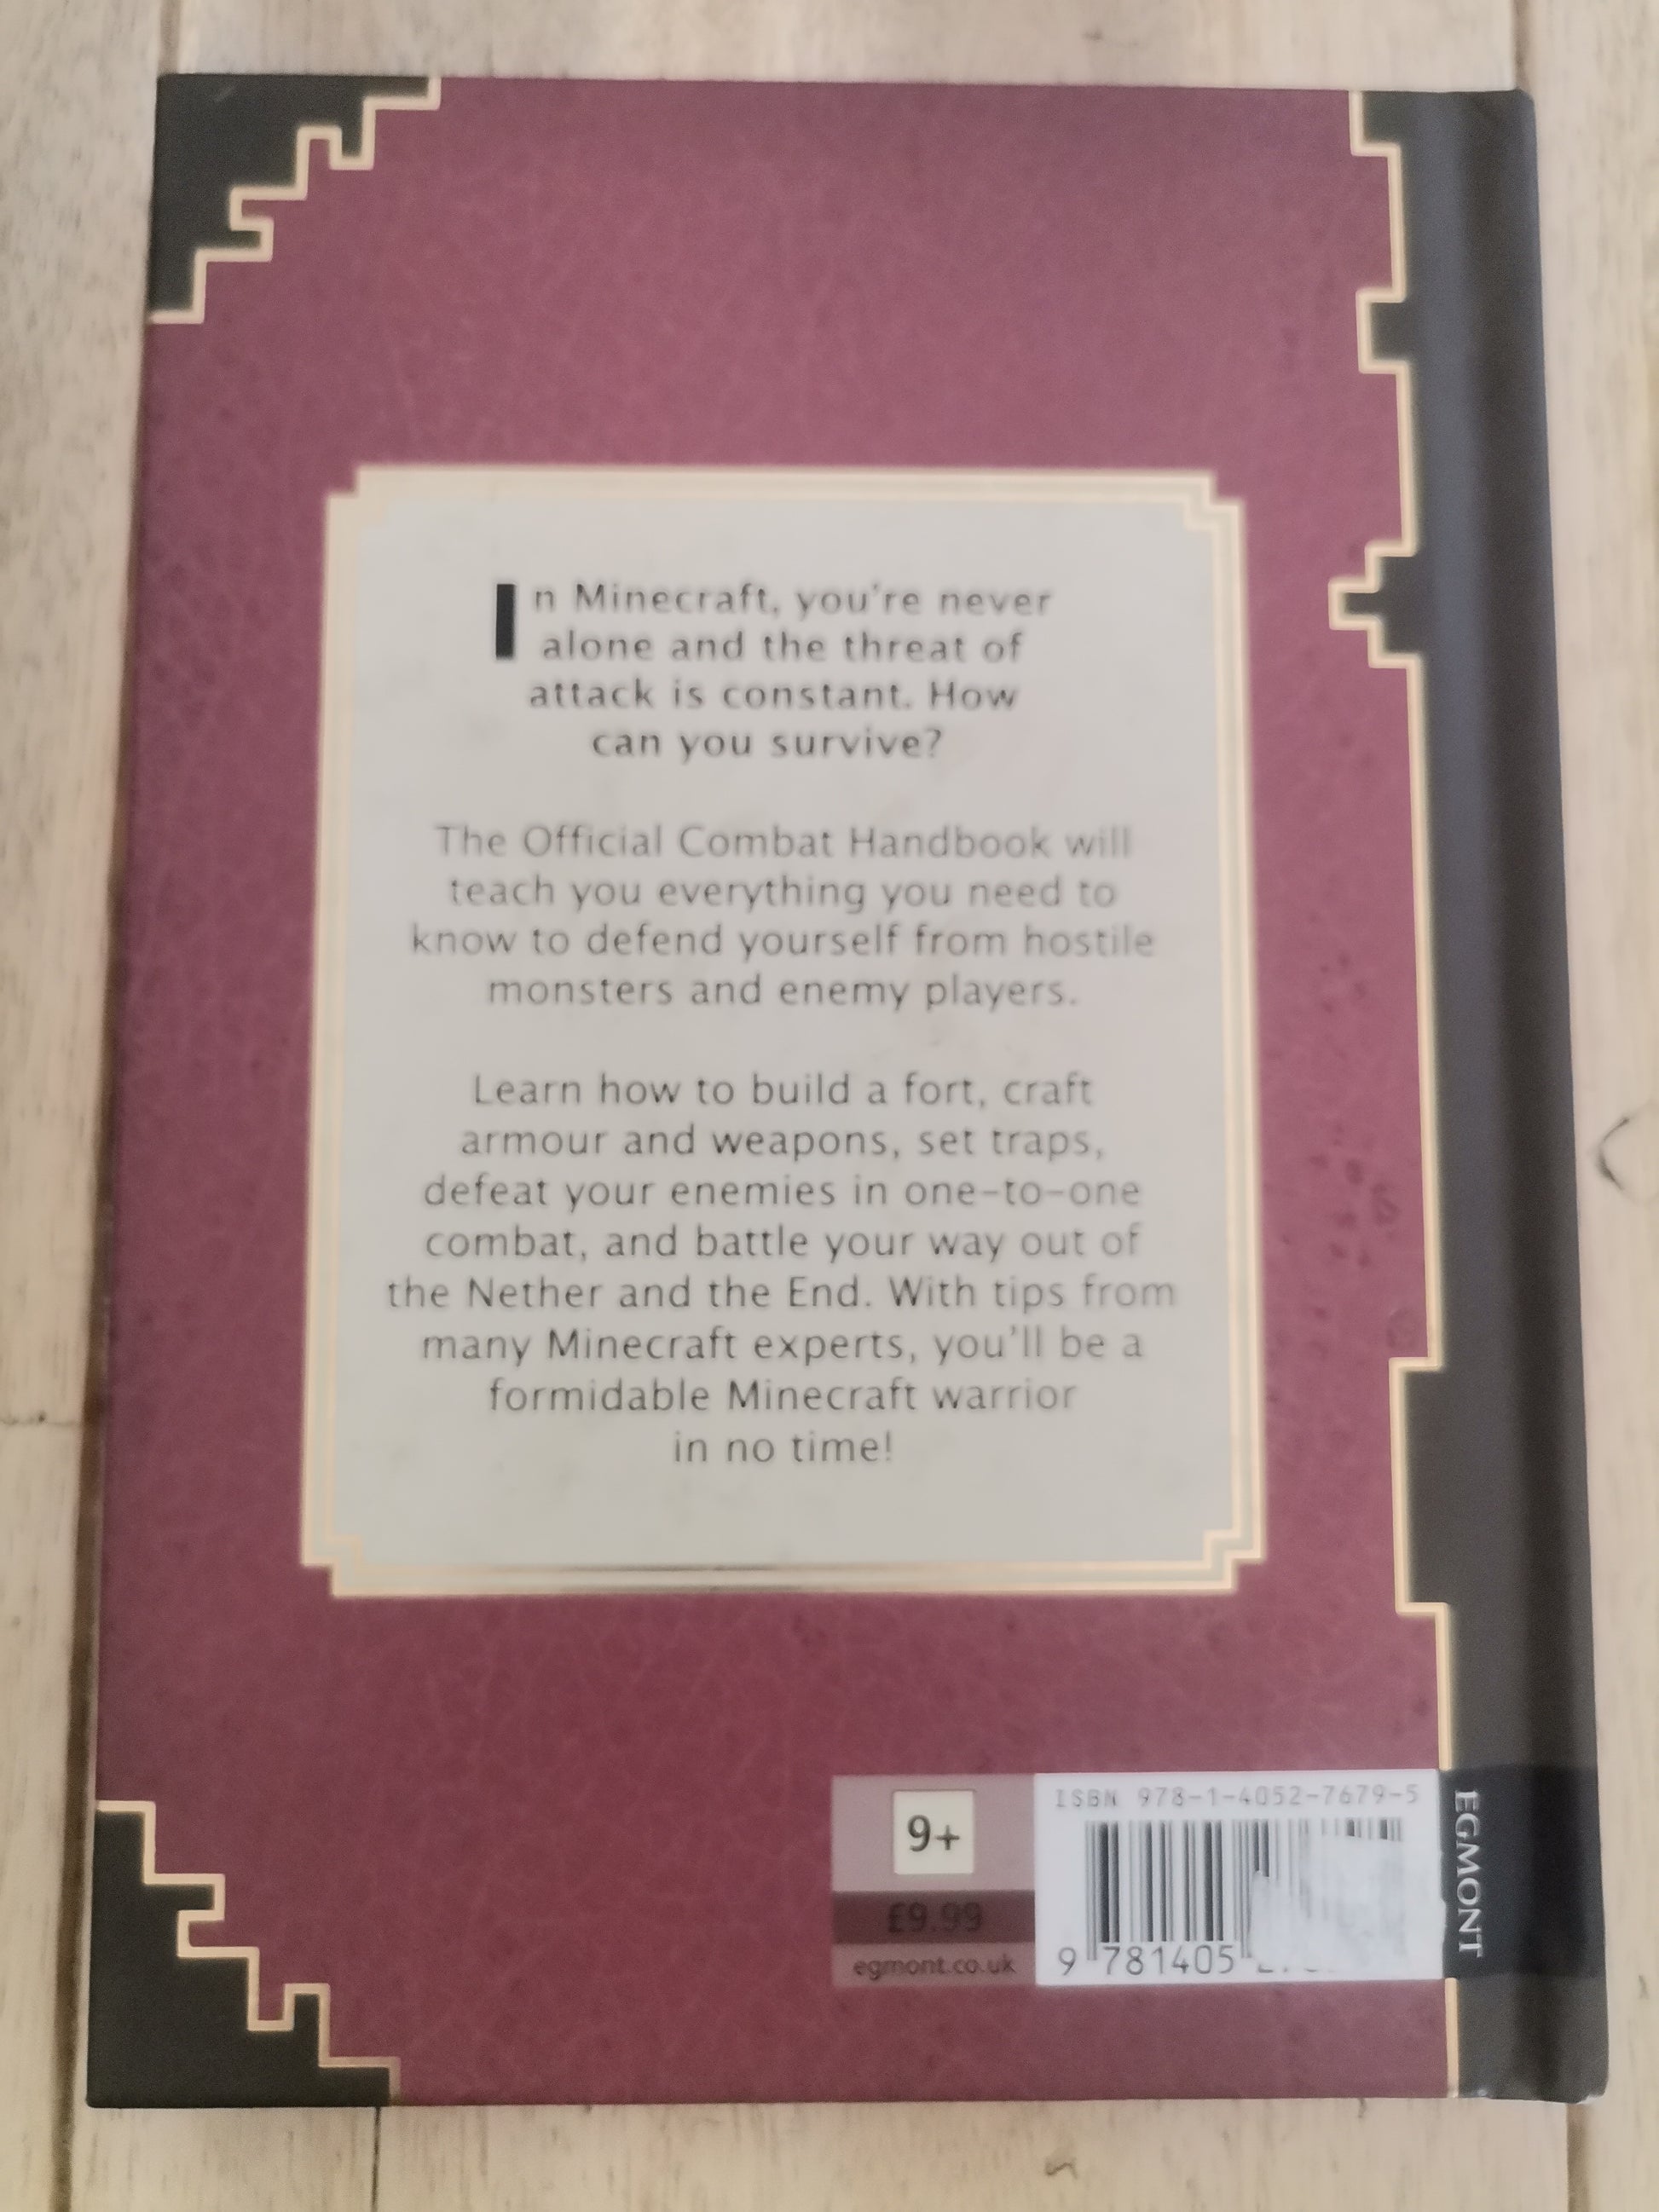 In Minecraft, you're never
alone and the threat of
attack is constant. How
can you survive?
The Official Combat Handbook will
teach you everything you need to
know to defend yourself from hostile
monsters and enemy players.
Learn how to build a fort, craft
armour and weapons, set traps,
defeat your enemies in one-to-one
combat, and battle your way out of
the Nether and the End. With tips from
many Minecraft experts, you'll be a
formidable Minecraft warrior
in no time!
9+
£9.99
egmont.co.uk
ISBN 978-1-4052-7679-5
9 781405
EGMONT